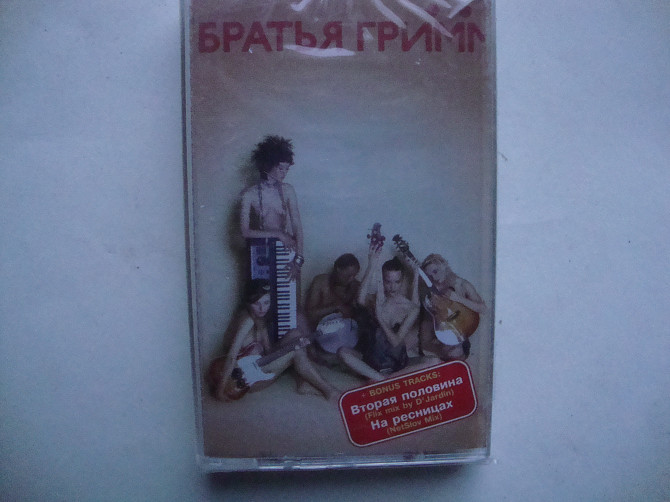 БРАТЬЯ ГРИММ
+ BONUS TRACKS:
Вторая половина
(Flix mix by D'Jardin)
На ресницах
(NetSlov Mix)